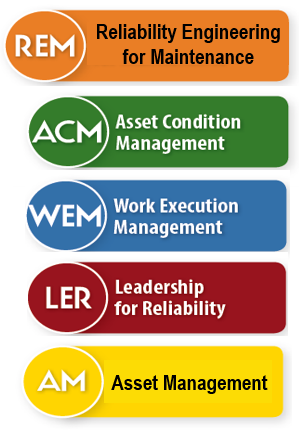 REM
Reliability Engineering
for Maintenance
ACM
Asset Condition
Management
WEM
Work Execution
Management
LER
Leadership
for Reliability
AM
Asset Management